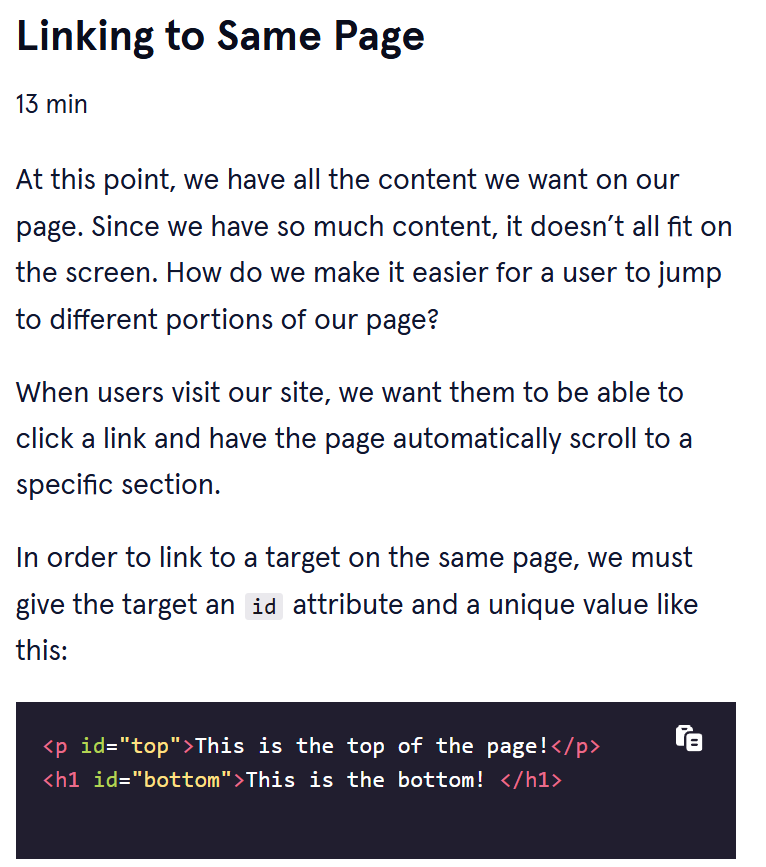 Linking to Same Page
13 min
At this point, we have all the content we want on our
page. Since we have so much content, it doesn’t all fit on
the screen. How do we make it easier for a user to jump
to different portions of our page?
When users visit our site, we want them to be able to
click a link and have the page automatically scroll to a
specific section.
In order to link to a target on the same page, we must
give the target an id attribute and a unique value like
this:
<p id="top">This is the top of the page!</p>
<h1 id="bottom">This is the bottom! </h1>